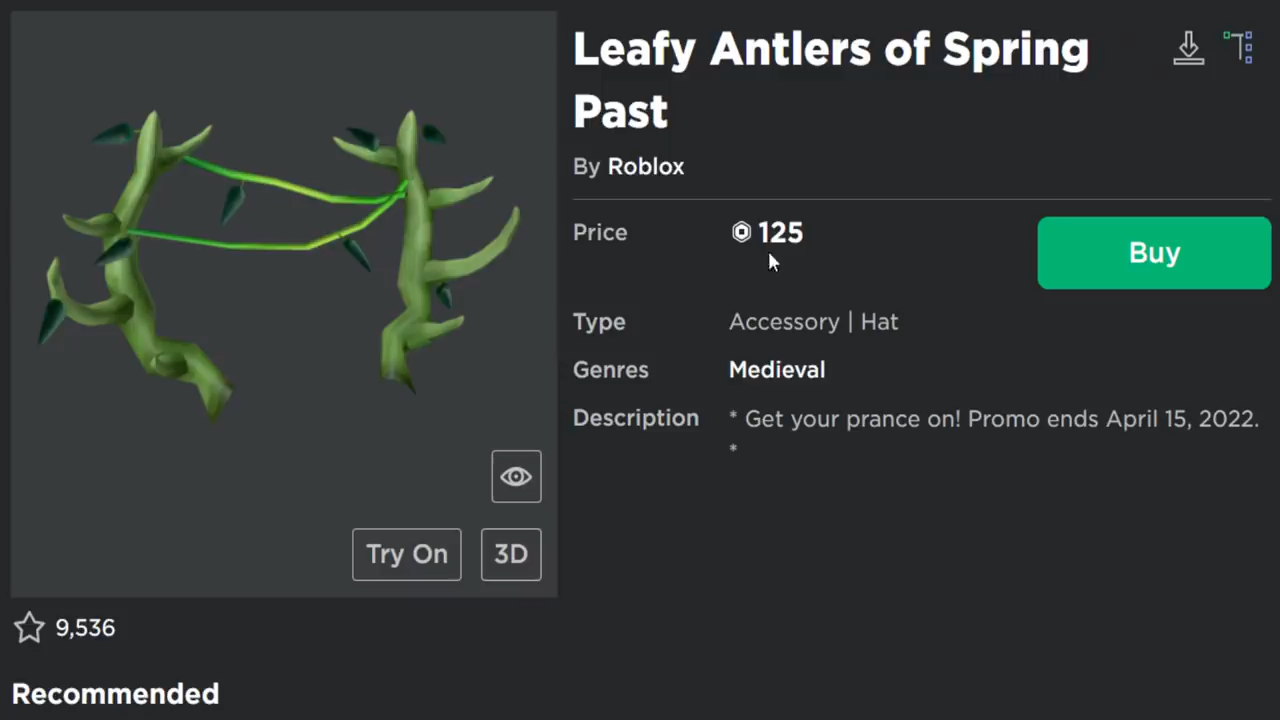 Leafy Antlers of Spring
Past
By Roblox
Price 125
Buy
Type Accessory | Hat
Genres Medieval
Description * Get your prance on! Promo ends April 15, 2022.
*
Try On 3D
9,536
Recommended